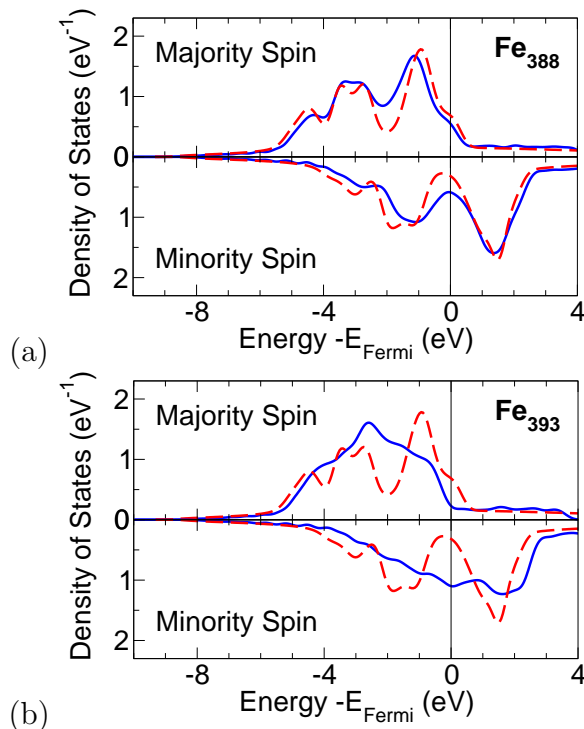 (a)
Density of States (eV⁻¹)
Majority Spin
Fe₃₈₈
Minority Spin
2
1
0
1
2
-8 -4 0 4
Energy -E_Fermi (eV)
(b)
Density of States (eV⁻¹)
Majority Spin
Fe₃₉₃
Minority Spin
2
1
0
1
2
-8 -4 0 4
Energy -E_Fermi (eV)